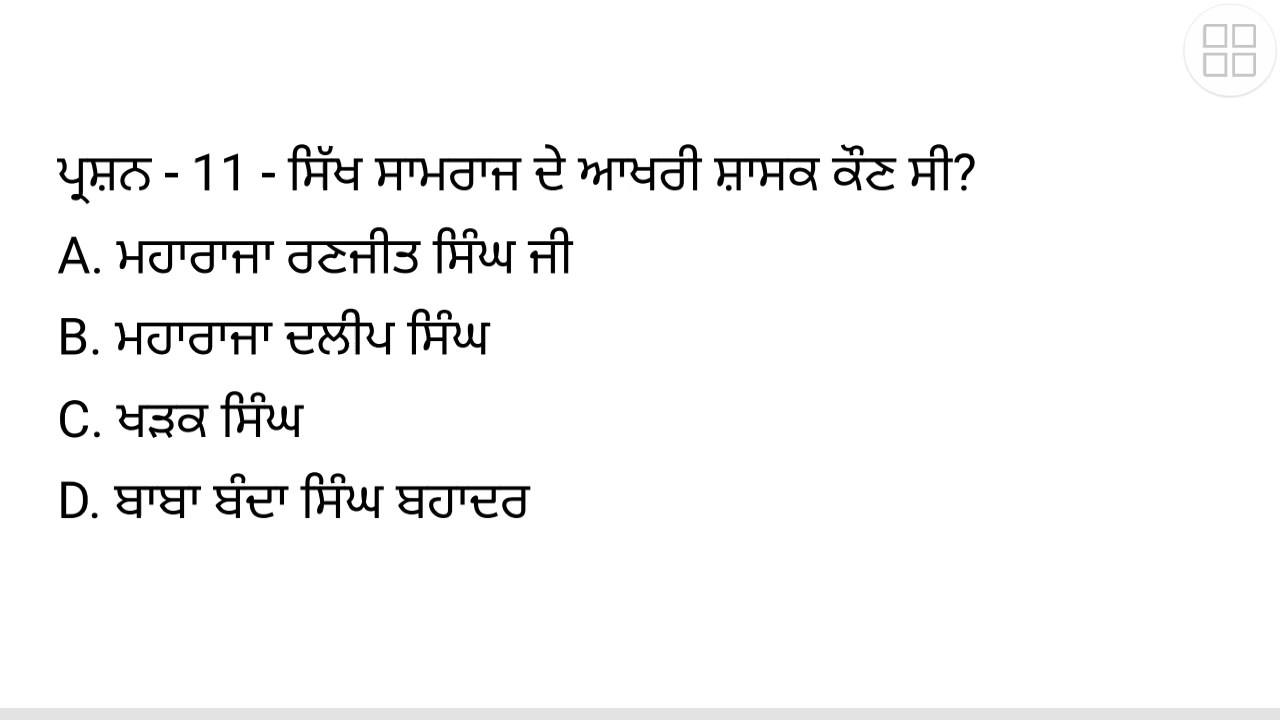 ਪ੍ਰਸ਼ਨ - 11 - ਸਿੱਖ ਸਾਮਰਾਜ ਦੇ ਆਖਰੀ ਸ਼ਾਸਕ ਕੌਣ ਸੀ?
A. ਮਹਾਰਾਜਾ ਰਣਜੀਤ ਸਿੰਘ ਜੀ
B. ਮਹਾਰਾਜਾ ਦਲੀਪ ਸਿੰਘ
C. ਖੜਕ ਸਿੰਘ
D. ਬਾਬਾ ਬੰਦਾ ਸਿੰਘ ਬਹਾਦਰ